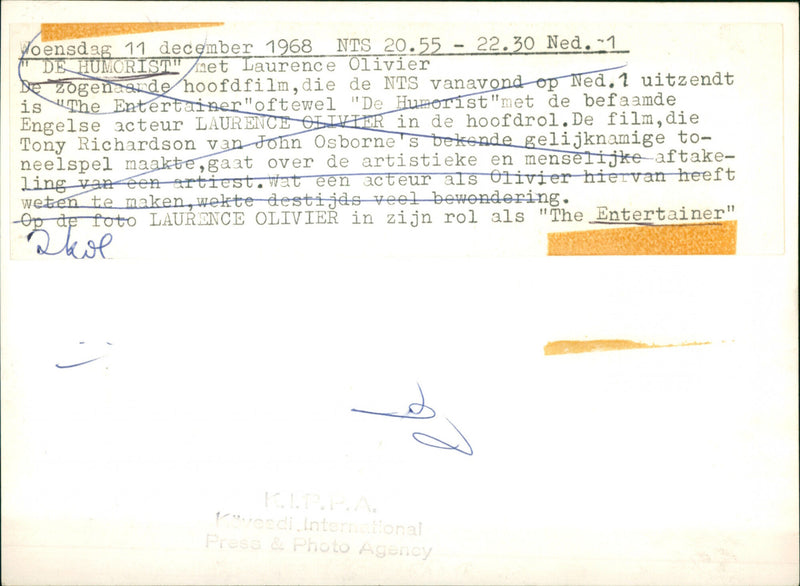 Woensdag 11 december 1968 NTS 20.55 - 22.30 Ned.-1
" DE HUMORIST" met Laurence Olivier
De zogenaarde hoofdfilm,die de NTS vanavond op Ned.1 uitzendt
is "The Entertainer"oftewel "De Humorist"met de befaamde
Engelse acteur LAURENCE OLIVIER in de hoofdrol.De film,die
Tony Richardson van John Osborne's bekende gelijknamige to-
neelspel maakte,gaat over de artistieke en menselijke aftake-
ling van een artiest.Wat een acteur als Olivier hiervan heeft
weten te maken,wekte destijds veel bewondering.
Op de foto LAURENCE OLIVIER in zijn rol als "The Entertainer"
2kol
K.I.P.P.A.
Kövesdi International
Press & Photo Agency